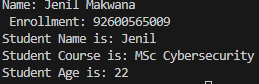 Name: Jenil Makwana
Enrollment: 92600565009
Student Name is: Jenil
Student Course is: MSc Cybersecurity
Student Age is: 22